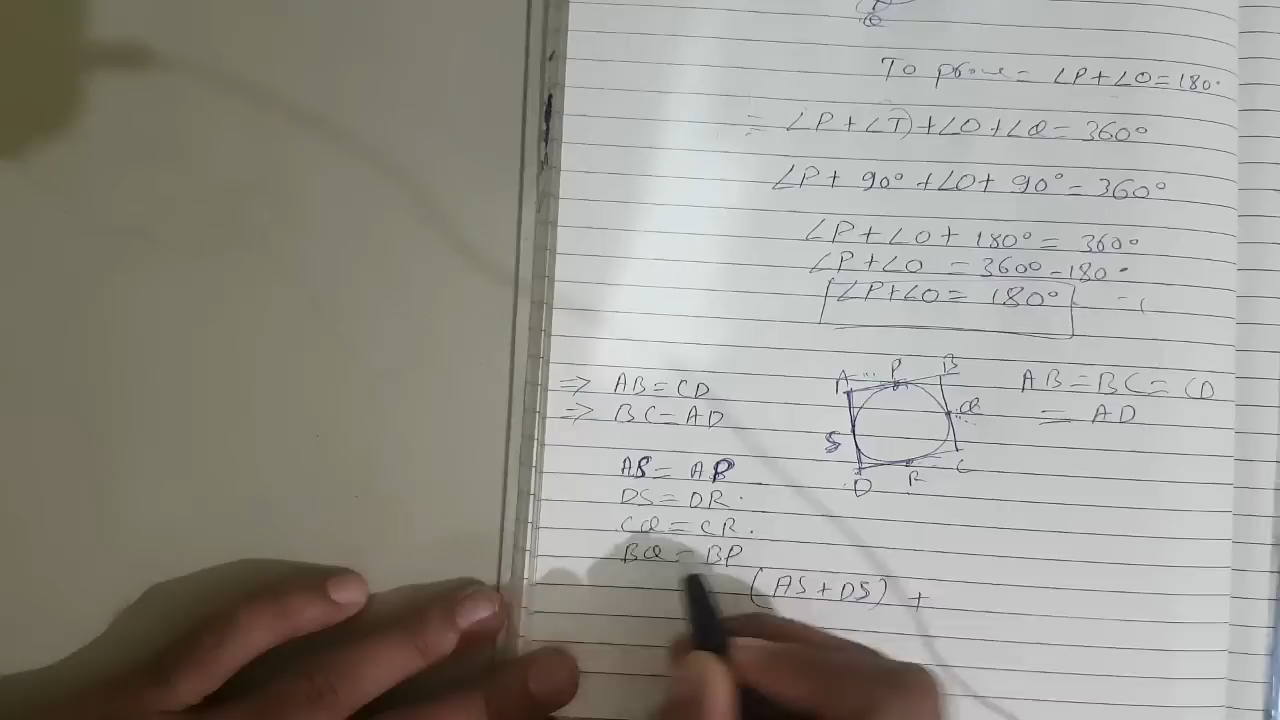 Q
To prove = ∠P+∠O=180°
= ∠P+∠T)+∠O+∠Q=360°
∠P+ 90°+∠O+ 90°=360°
∠P+∠O+180°= 360°
∠P+∠O =360°-180°
∠P+∠O= 180°
A P B
Q
S
D R C
AB=BC=CD
= AD
=> AB=CD
=> BC=AD
AS= AP
DS=DR.
CQ=CR.
BQ=BP
(AS+DS)+